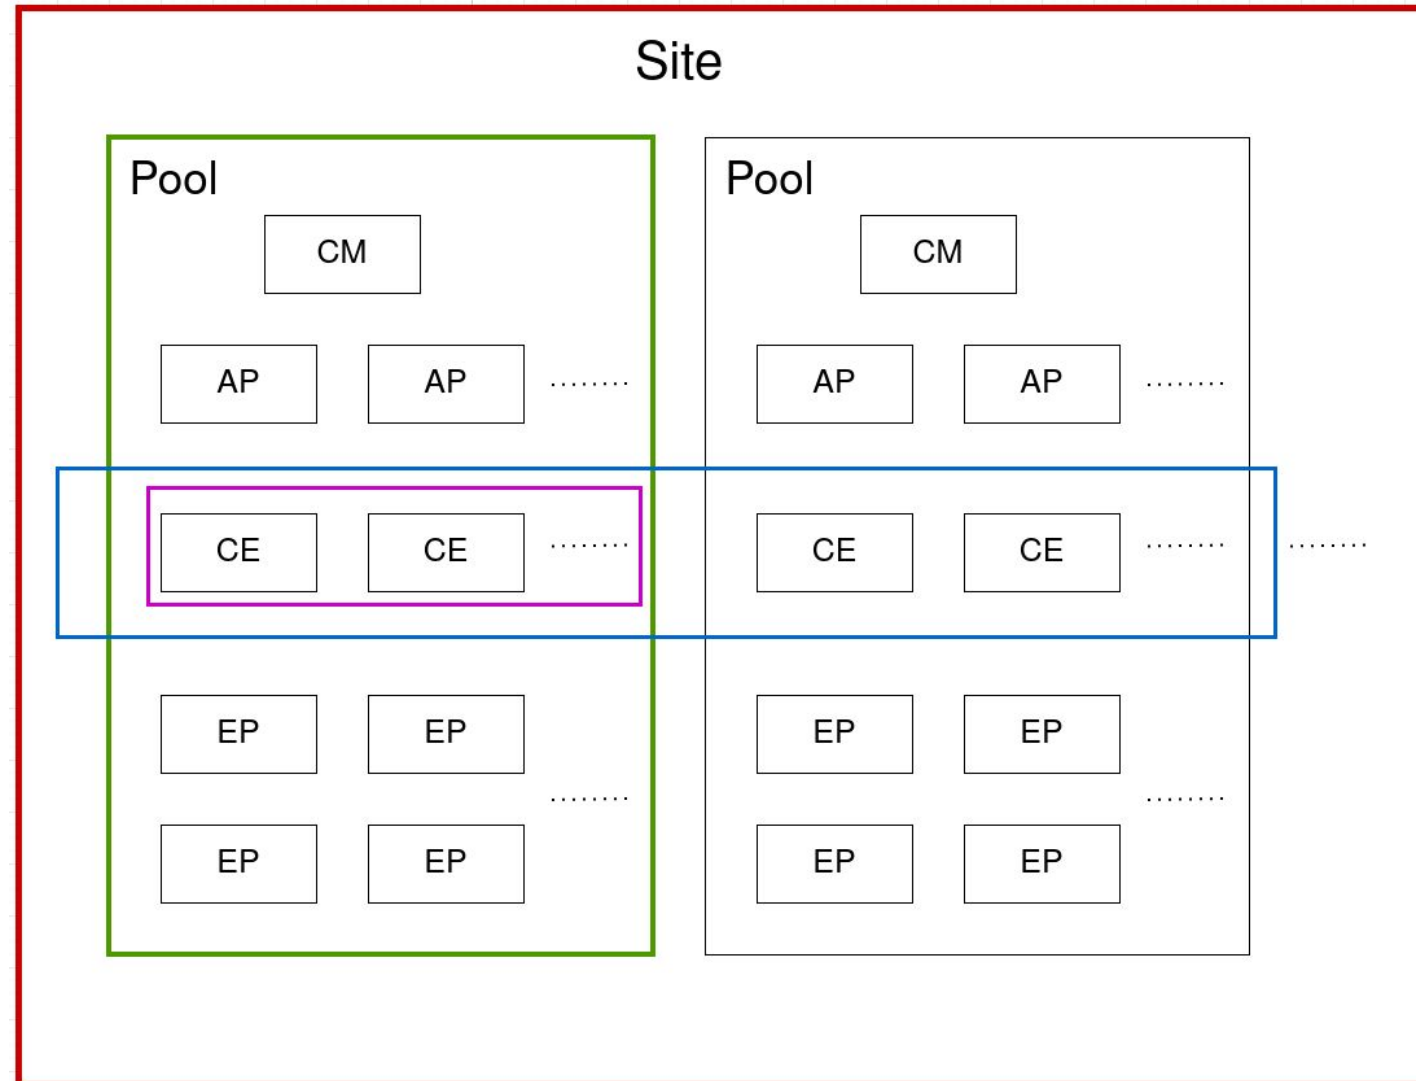 Site
Pool
CM
AP AP ........
CE CE ........
EP EP
........
EP EP
Pool
CM
AP AP ........
CE CE ........
EP EP
........
EP EP
........